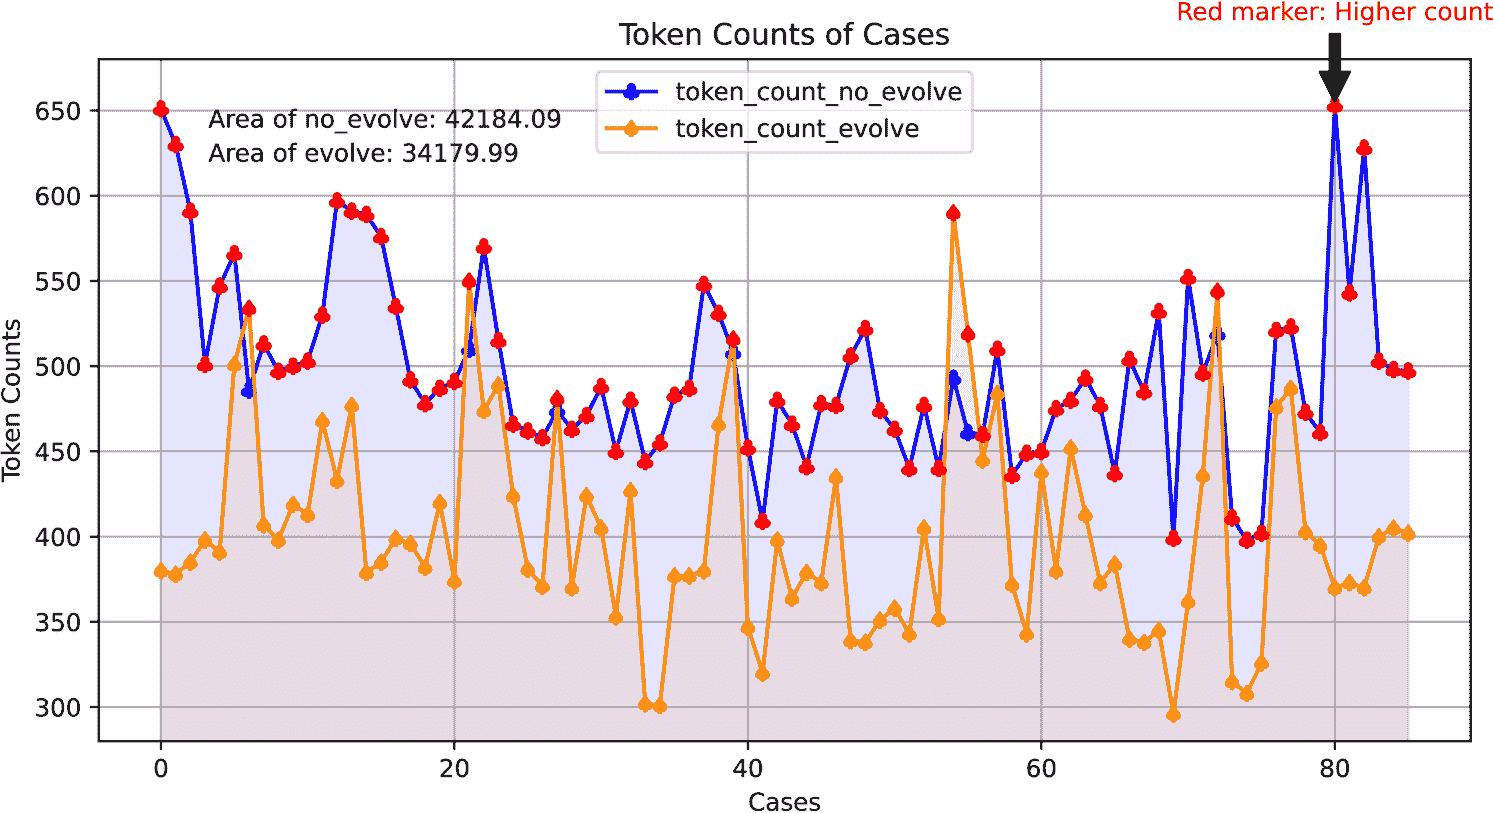 Red marker: Higher count
Token Counts of Cases
token_count_no_evolve
token_count_evolve
Area of no_evolve: 42184.09
Area of evolve: 34179.99
Token Counts
650
600
550
500
450
400
350
300
0
20
40
60
80
Cases